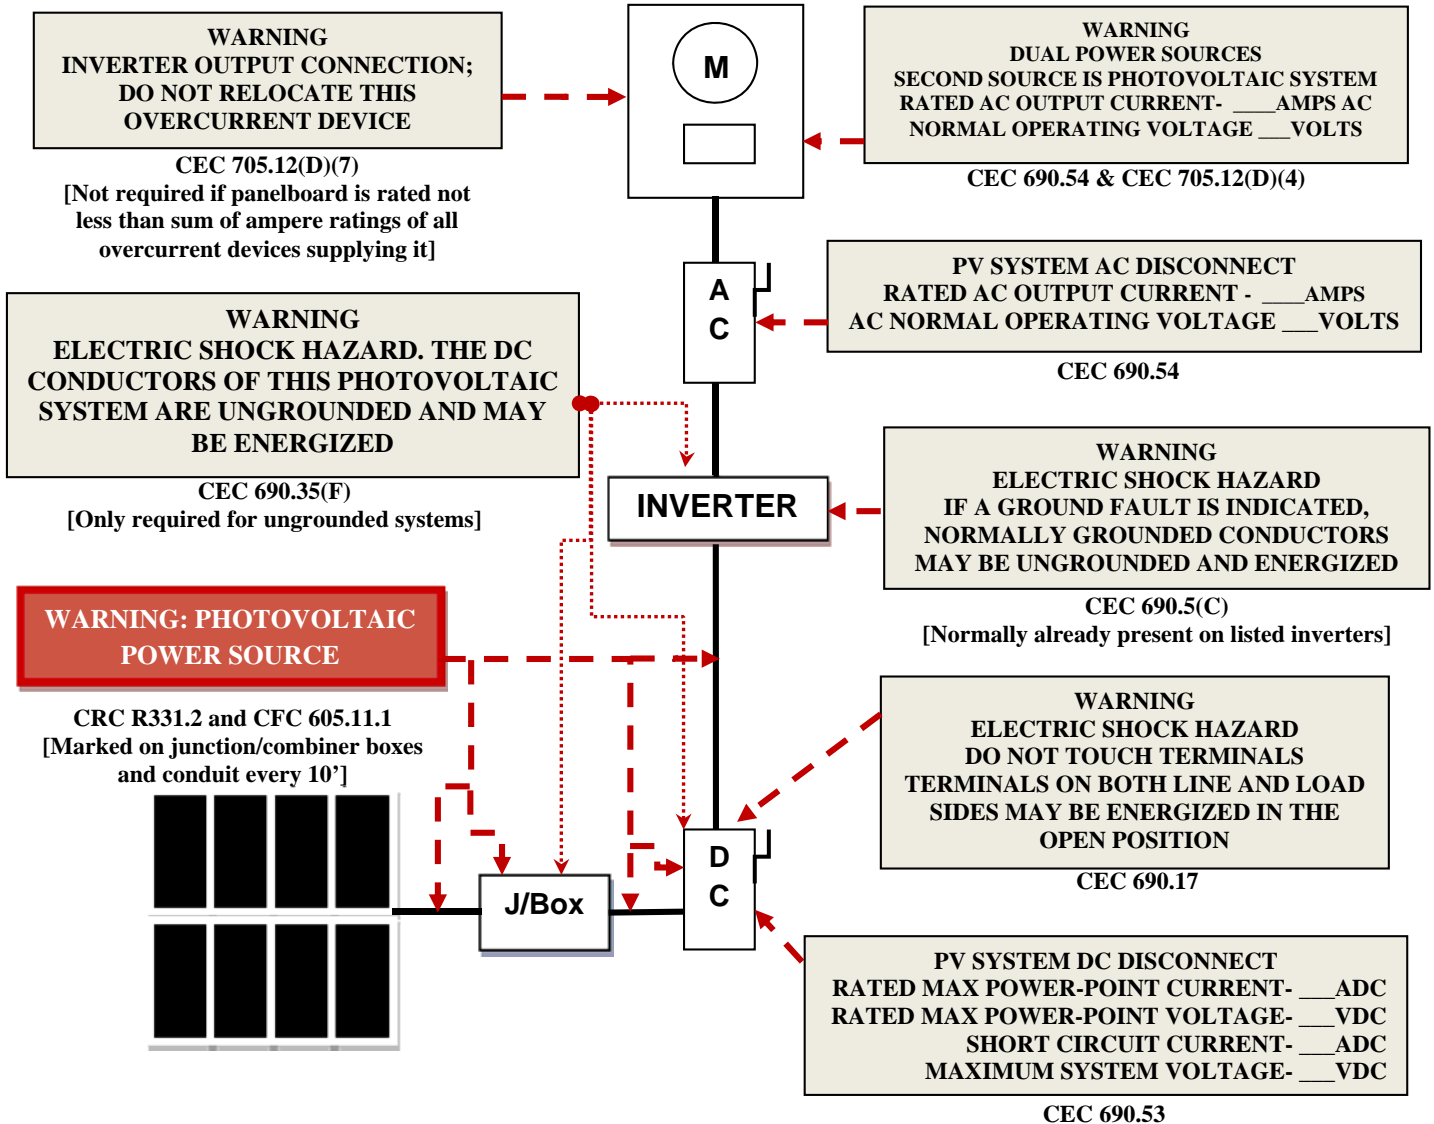 WARNING
INVERTER OUTPUT CONNECTION;
DO NOT RELOCATE THIS
OVERCURRENT DEVICE
CEC 705.12(D)(7)
[Not required if panelboard is rated not
less than sum of ampere ratings of all
overcurrent devices supplying it]
M
WARNING
DUAL POWER SOURCES
SECOND SOURCE IS PHOTOVOLTAIC SYSTEM
RATED AC OUTPUT CURRENT- ____AMPS AC
NORMAL OPERATING VOLTAGE ___VOLTS
CEC 690.54 & CEC 705.12(D)(4)
A
C
PV SYSTEM AC DISCONNECT
RATED AC OUTPUT CURRENT - ____AMPS
AC NORMAL OPERATING VOLTAGE ___VOLTS
CEC 690.54
WARNING
ELECTRIC SHOCK HAZARD. THE DC
CONDUCTORS OF THIS PHOTOVOLTAIC
SYSTEM ARE UNGROUNDED AND MAY
BE ENERGIZED
CEC 690.35(F)
[Only required for ungrounded systems]
INVERTER
WARNING
ELECTRIC SHOCK HAZARD
IF A GROUND FAULT IS INDICATED,
NORMALLY GROUNDED CONDUCTORS
MAY BE UNGROUNDED AND ENERGIZED
CEC 690.5(C)
[Normally already present on listed inverters]
WARNING: PHOTOVOLTAIC
POWER SOURCE
CRC R331.2 and CFC 605.11.1
[Marked on junction/combiner boxes
and conduit every 10’]
WARNING
ELECTRIC SHOCK HAZARD
DO NOT TOUCH TERMINALS
TERMINALS ON BOTH LINE AND LOAD
SIDES MAY BE ENERGIZED IN THE
OPEN POSITION
CEC 690.17
J/Box
D
C
PV SYSTEM DC DISCONNECT
RATED MAX POWER-POINT CURRENT- ___ADC
RATED MAX POWER-POINT VOLTAGE- ___VDC
SHORT CIRCUIT CURRENT- ___ADC
MAXIMUM SYSTEM VOLTAGE- ___VDC
CEC 690.53